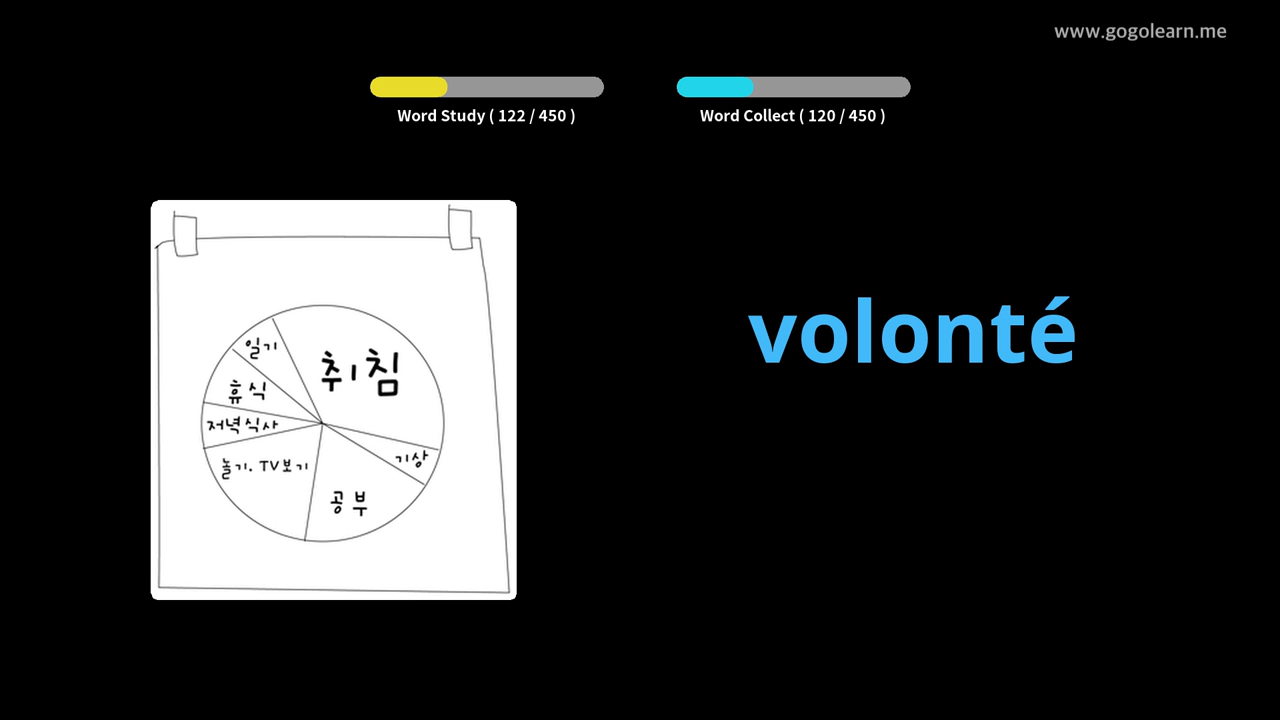 www.gogolearn.me
Word Study ( 122 / 450 )
Word Collect ( 120 / 450 )
일기
취침
휴식
저녁식사
놀기. TV보기
기상
공부
volonté